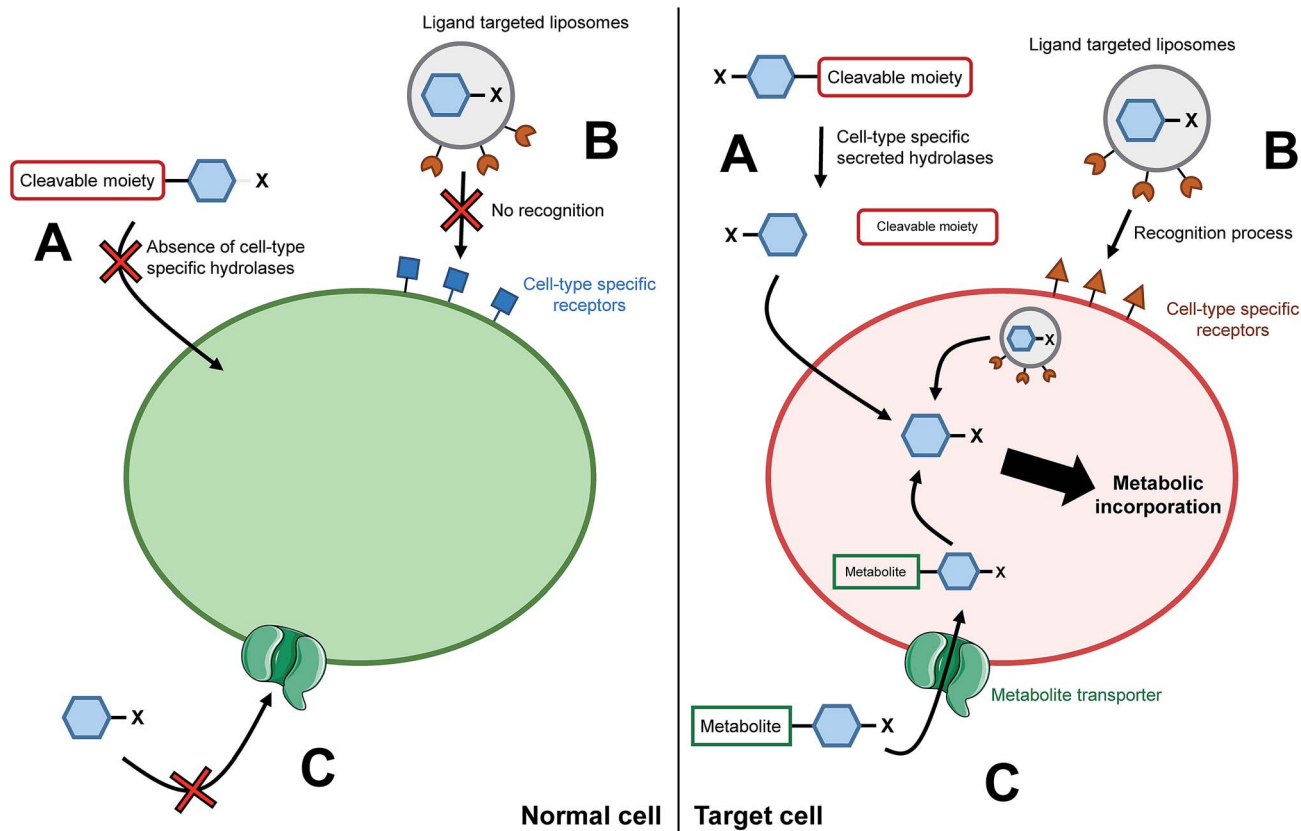 Ligand targeted liposomes
X
B
Cleavable moiety
X
A
Absence of cell-type
specific hydrolases
No recognition
Cell-type specific
receptors
X
C
Normal cell
Ligand targeted liposomes
X
Cleavable moiety
X
A
Cell-type specific
secreted hydrolases
B
X
Cleavable moiety
Recognition process
Cell-type specific
receptors
X
X
Metabolic
incorporation
Metabolite
X
Metabolite transporter
Metabolite
X
C
Target cell